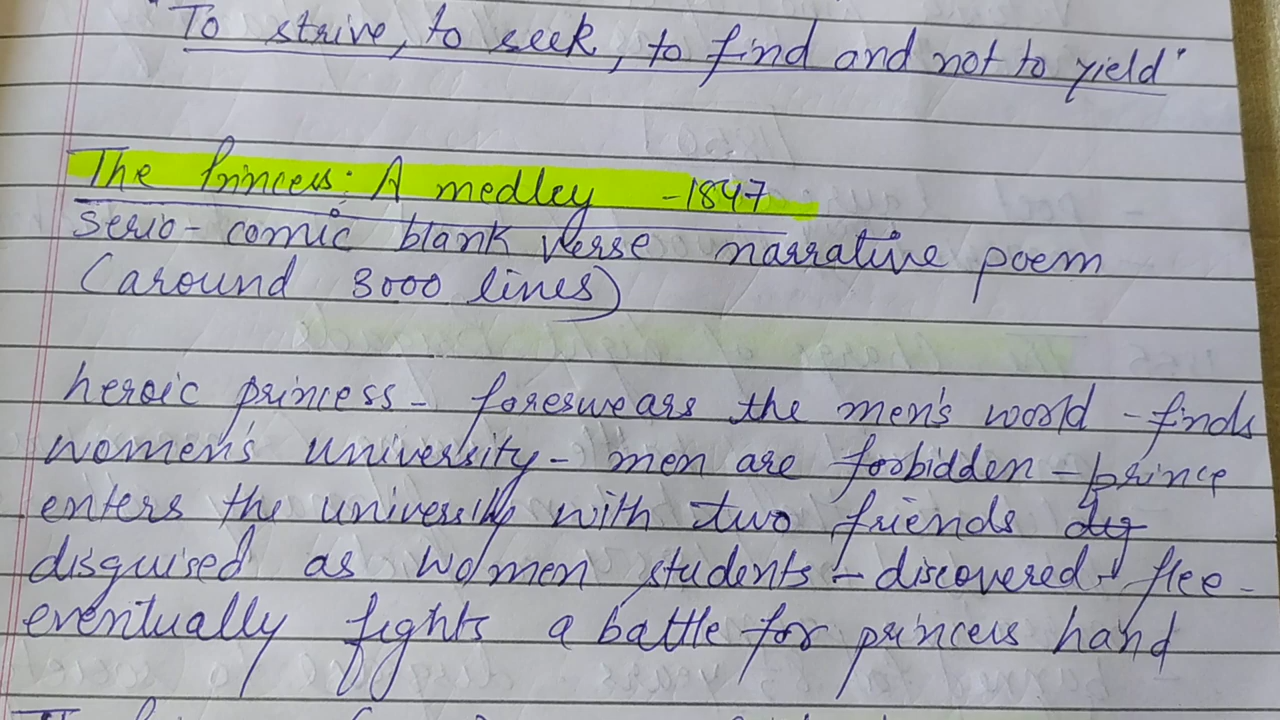 "To strive, to seek, to find and not to yield"
The Princess: A medley -1847
serio-comic blank verse narrative poem
(around 3000 lines)
heroic princess - foreswears the men's world - finds
women's university - men are forbidden - prince
enters the university with two friends
disguised as women students - discovered & flee -
eventually fights a battle for princess hand